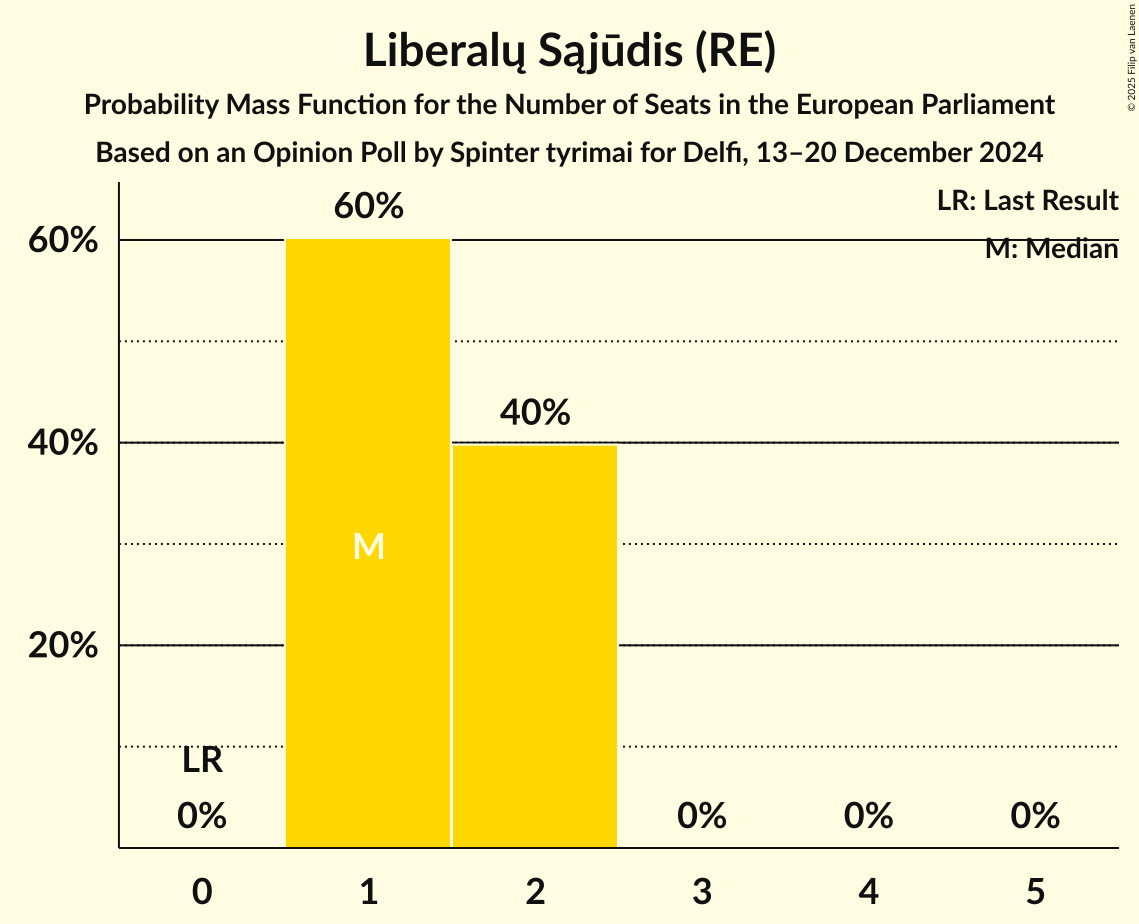 Liberalų Sąjūdis (RE)
Probability Mass Function for the Number of Seats in the European Parliament
Based on an Opinion Poll by Spinter tyrimai for Delfi, 13–20 December 2024
© 2025 Filip van Laenen
LR: Last Result
M: Median
60%
40%
20%
60%
40%
M
LR
0%
0%
0%
0%
0 1 2 3 4 5